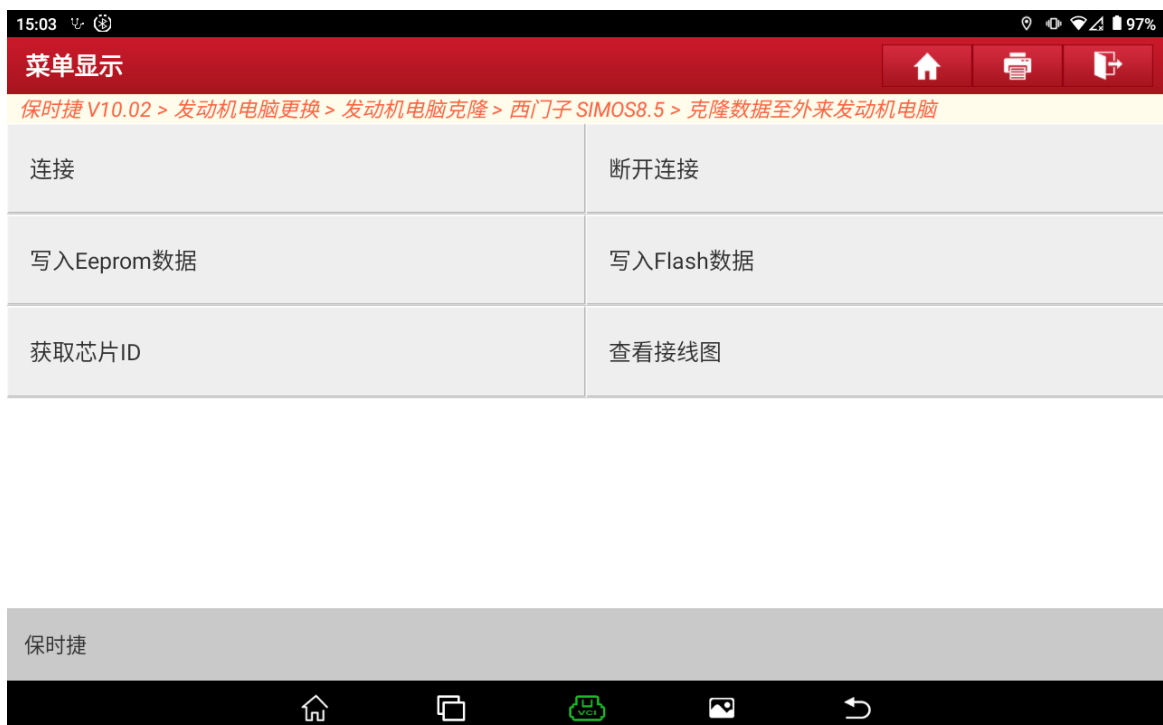 15:03 97%
菜单显示
保时捷 V10.02 > 发动机电脑更换 > 发动机电脑克隆 > 西门子 SIMOS8.5 > 克隆数据至外来发动机电脑
连接 断开连接
写入Eeprom数据 写入Flash数据
获取芯片ID 查看接线图
保时捷
VCI